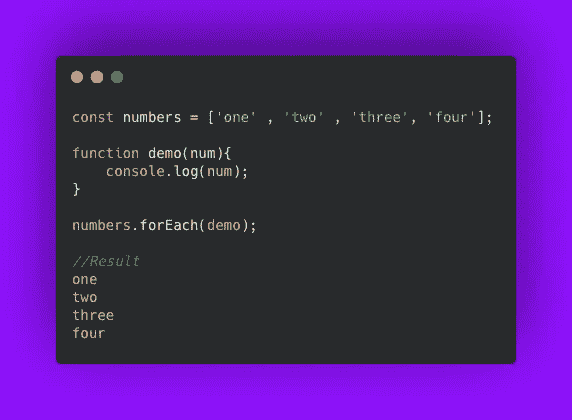 const numbers = ['one' , 'two' , 'three', 'four'];
function demo(num){
    console.log(num);
}
numbers.forEach(demo);
//Result
one
two
three
four